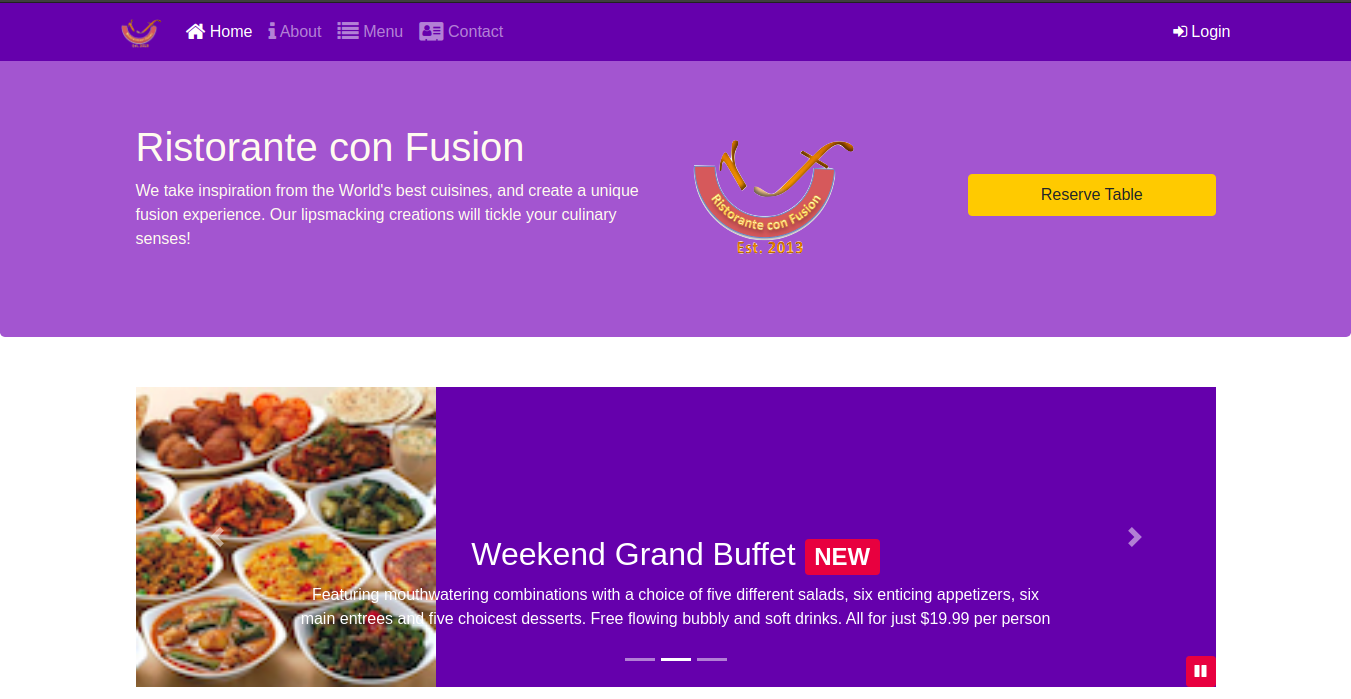 Home About Menu Contact Login
Ristorante con Fusion
We take inspiration from the World's best cuisines, and create a unique
fusion experience. Our lipsmacking creations will tickle your culinary
senses!
Ristorante con Fusion
Est. 2013
Reserve Table
Weekend Grand Buffet NEW
Featuring mouthwatering combinations with a choice of five different salads, six enticing appetizers, six
main entrees and five choicest desserts. Free flowing bubbly and soft drinks. All for just $19.99 per person